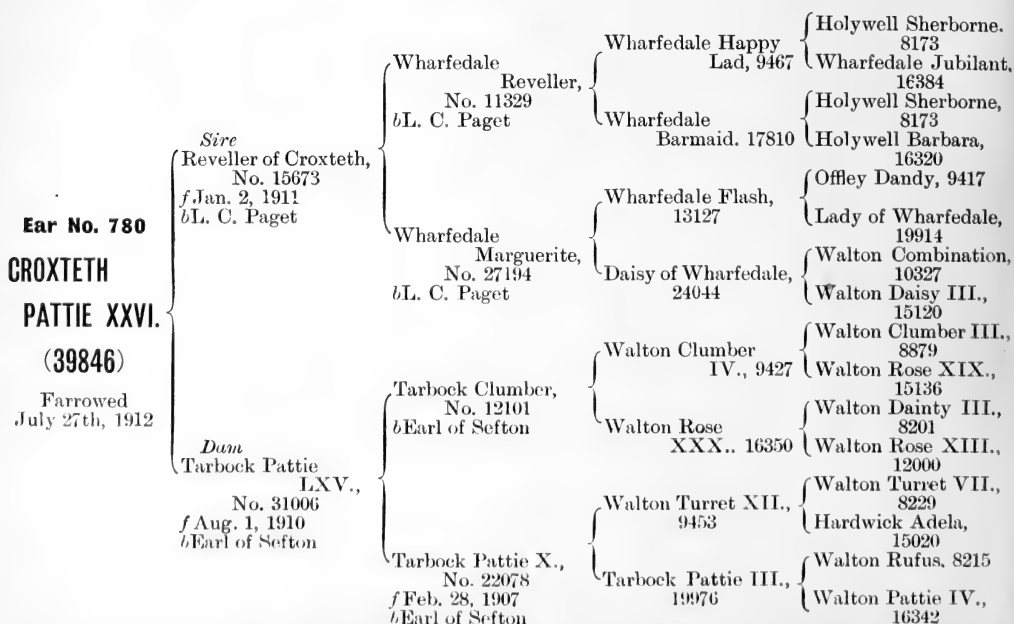 Ear No. 780
CROXTETH
PATTIE XXVI.
(39846)
Farrowed
July 27th, 1912
Sire
Reveller of Croxteth,
No. 15673
f Jan. 2, 1911
bL. C. Paget
Dam
Tarbock Pattie
LXV.,
No. 31006
f Aug. 1, 1910
bEarl of Sefton
Wharfedale
Reveller,
No. 11329
bL. C. Paget
Wharfedale
Marguerite,
No. 27194
bL. C. Paget
Tarbock Clumber,
No. 12101
bEarl of Sefton
Tarbock Pattie X.,
No. 22078
f Feb. 28, 1907
bEarl of Sefton
Wharfedale Happy
Lad, 9467
Wharfedale
Barmaid. 17810
Wharfedale Flash,
13127
Daisy of Wharfedale,
24044
Walton Clumber
IV., 9427
Walton Rose
XXX.. 16350
Walton Turret XII.,
9453
Tarbock Pattie III.,
19976
Holywell Sherborne.
8173
Wharfedale Jubilant,
16384
Holywell Sherborne,
8173
Holywell Barbara,
16320
Offley Dandy, 9417
Lady of Wharfedale,
19914
Walton Combination,
10327
Walton Daisy III.,
15120
Walton Clumber III.,
8879
Walton Rose XIX.,
15136
Walton Dainty III.,
8201
Walton Rose XIII.,
12000
Walton Turret VII.,
8229
Hardwick Adela,
15020
Walton Rufus. 8215
Walton Pattie IV.,
16342